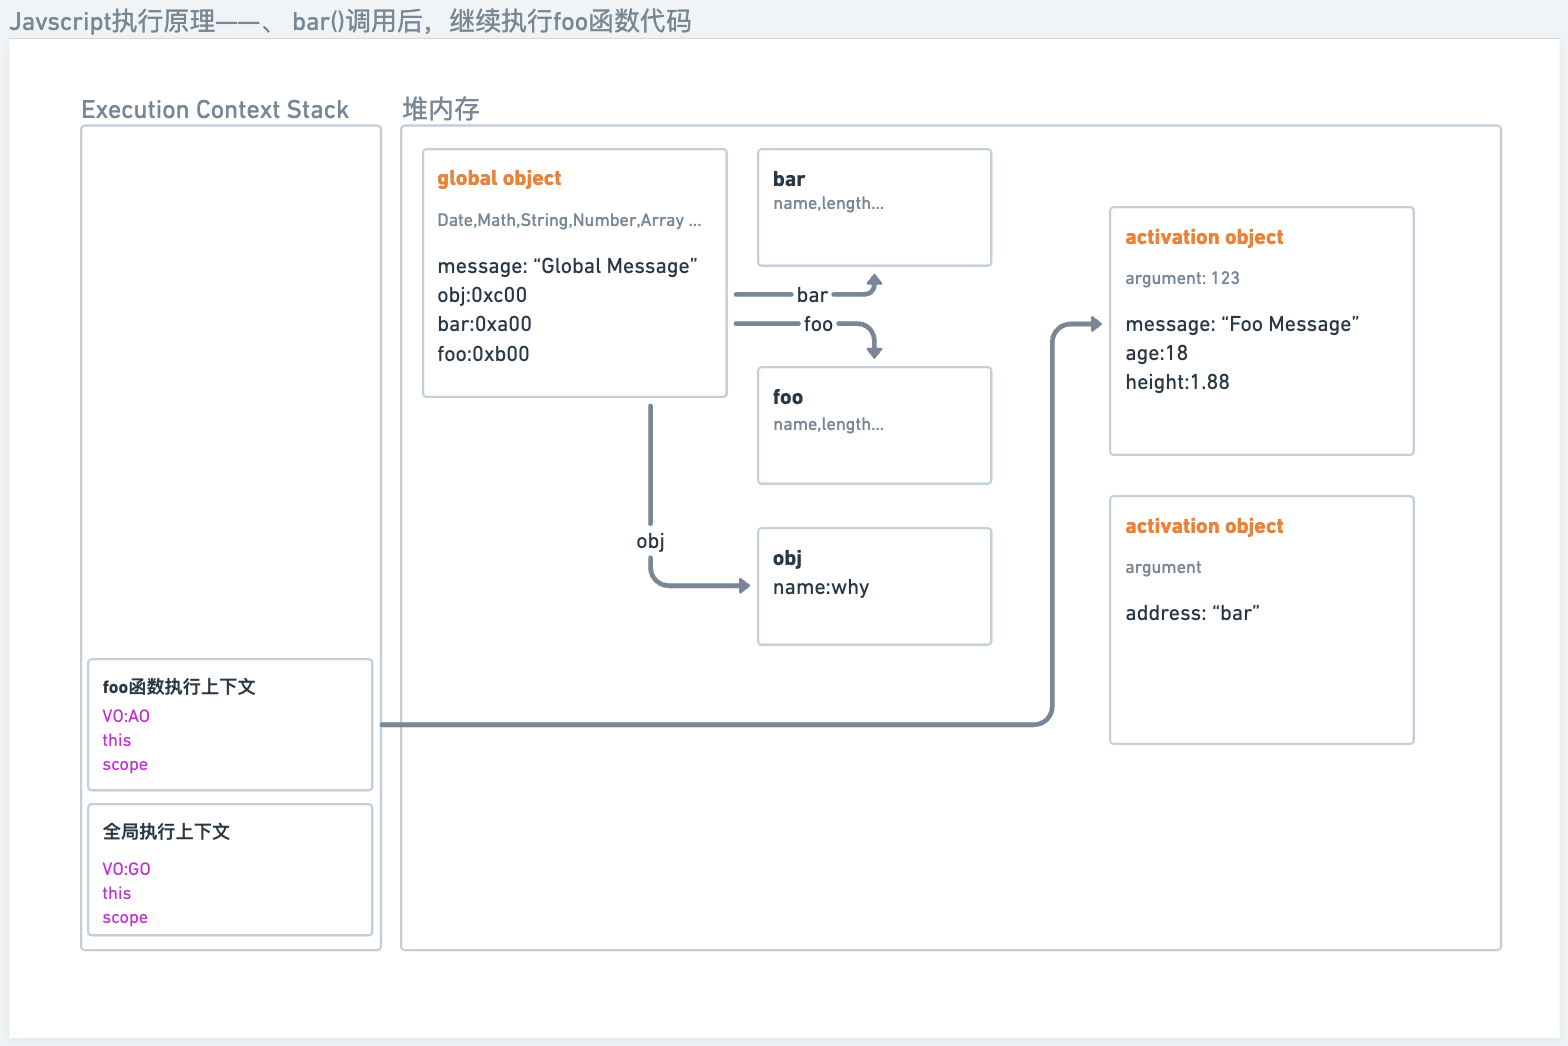 Javscript执行原理——、 bar()调用后，继续执行foo函数代码
Execution Context Stack
堆内存
global object
Date,Math,String,Number,Array ...
message: “Global Message”
obj:0xc00
bar:0xa00
foo:0xb00
bar
name,length...
bar
foo
foo
name,length...
obj
obj
name:why
activation object
argument: 123
message: “Foo Message”
age:18
height:1.88
activation object
argument
address: “bar”
foo函数执行上下文
VO:AO
this
scope
全局执行上下文
VO:GO
this
scope